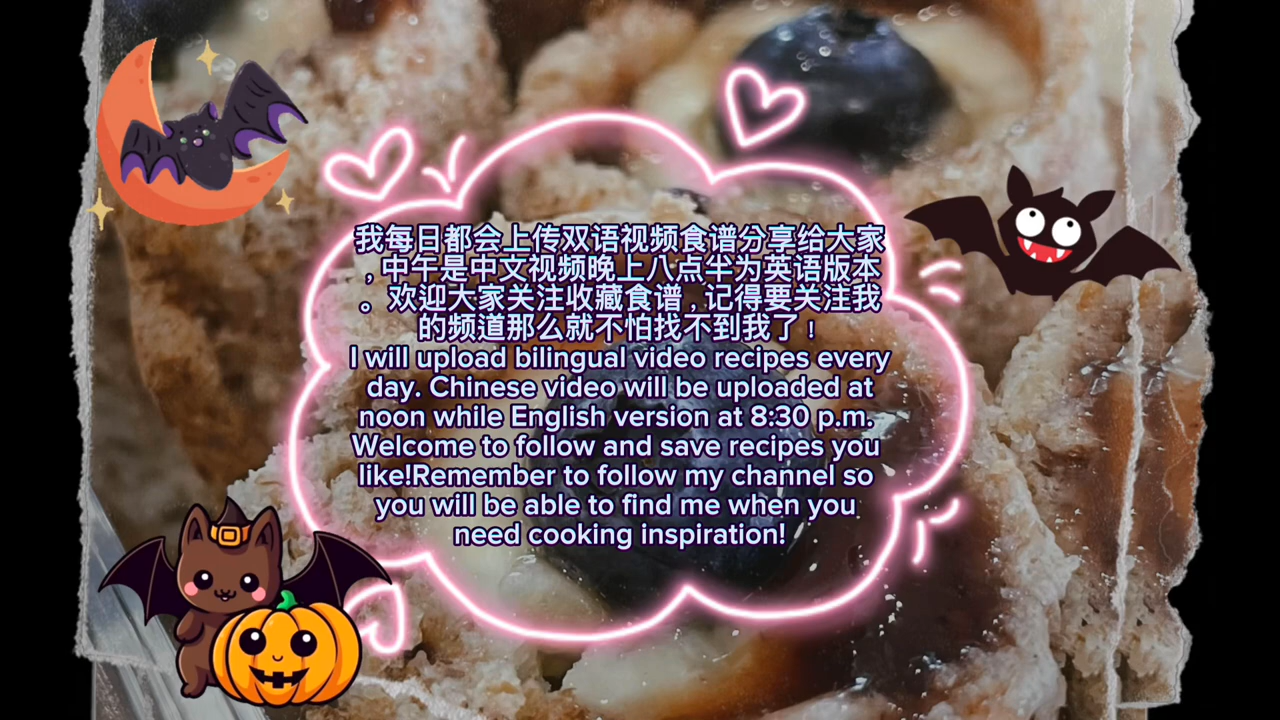 我每日都会上传双语视频食谱分享给大家
，中午是中文视频晚上八点半为英语版本
。欢迎大家关注收藏食谱，记得要关注我
的频道那么就不怕找不到我了！
I will upload bilingual video recipes every
day. Chinese video will be uploaded at
noon while English version at 8:30 p.m.
Welcome to follow and save recipes you
like!Remember to follow my channel so
you will be able to find me when you
need cooking inspiration!